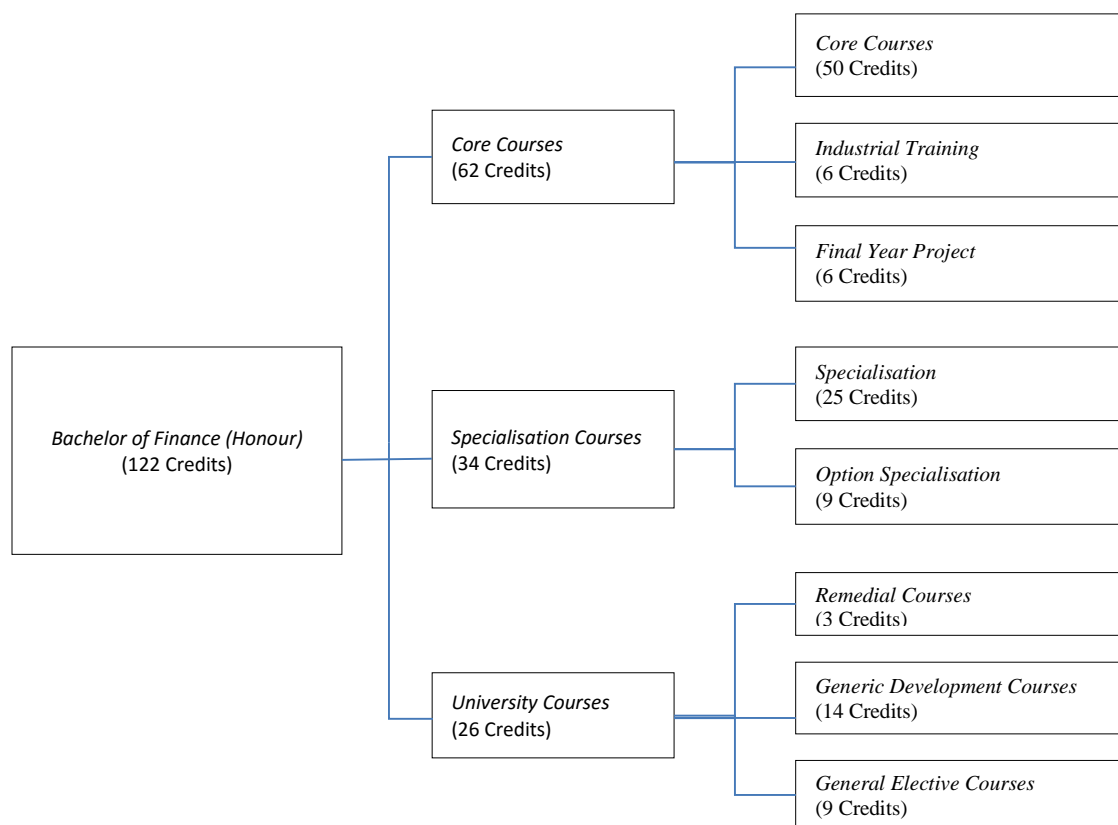 Bachelor of Finance (Honour)
(122 Credits)
Core Courses
(62 Credits)
Core Courses
(50 Credits)
Industrial Training
(6 Credits)
Final Year Project
(6 Credits)
Specialisation Courses
(34 Credits)
Specialisation
(25 Credits)
Option Specialisation
(9 Credits)
University Courses
(26 Credits)
Remedial Courses
(3 Credits)
Generic Development Courses
(14 Credits)
General Elective Courses
(9 Credits)